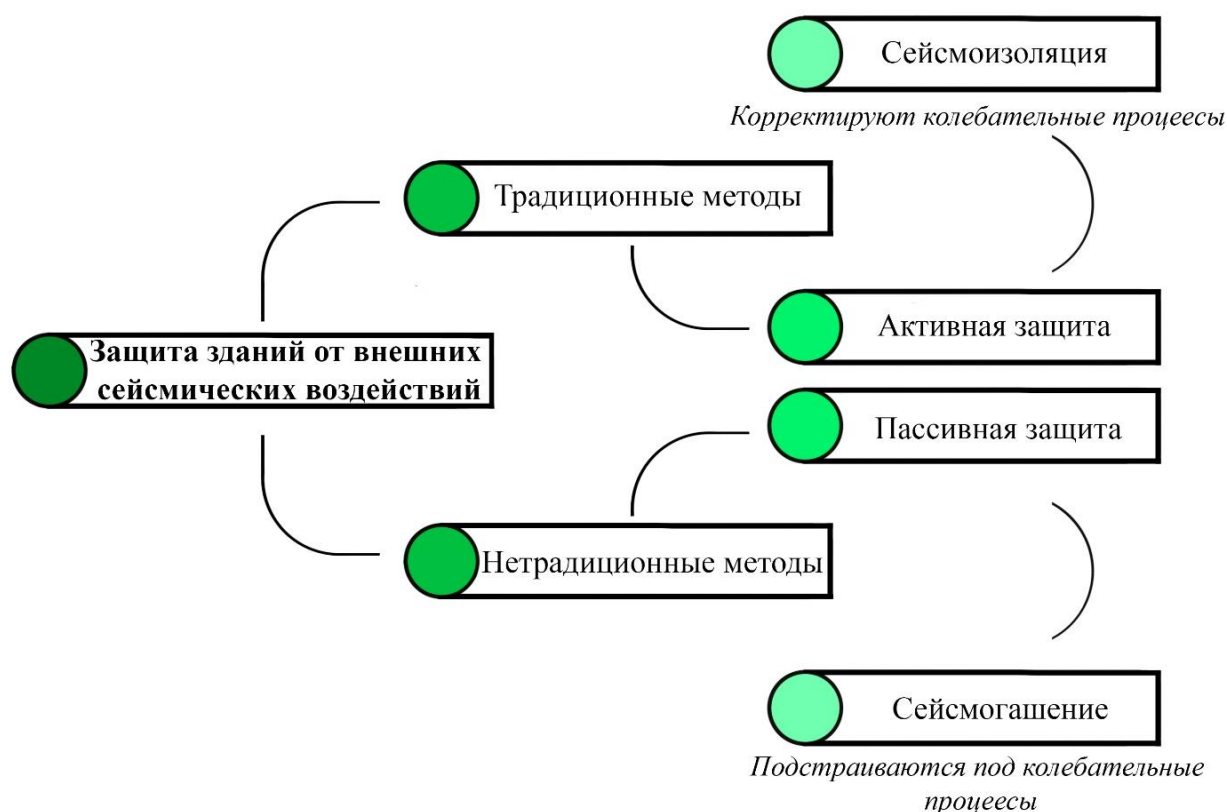 Сейсмоизоляция
Корректируют колебательные процеесы
Традиционные методы
Активная защита
Защита зданий от внешних
сейсмических воздействий
Пассивная защита
Нетрадиционные методы
Сейсмогашение
Подстраиваются под колебательные
процеесы